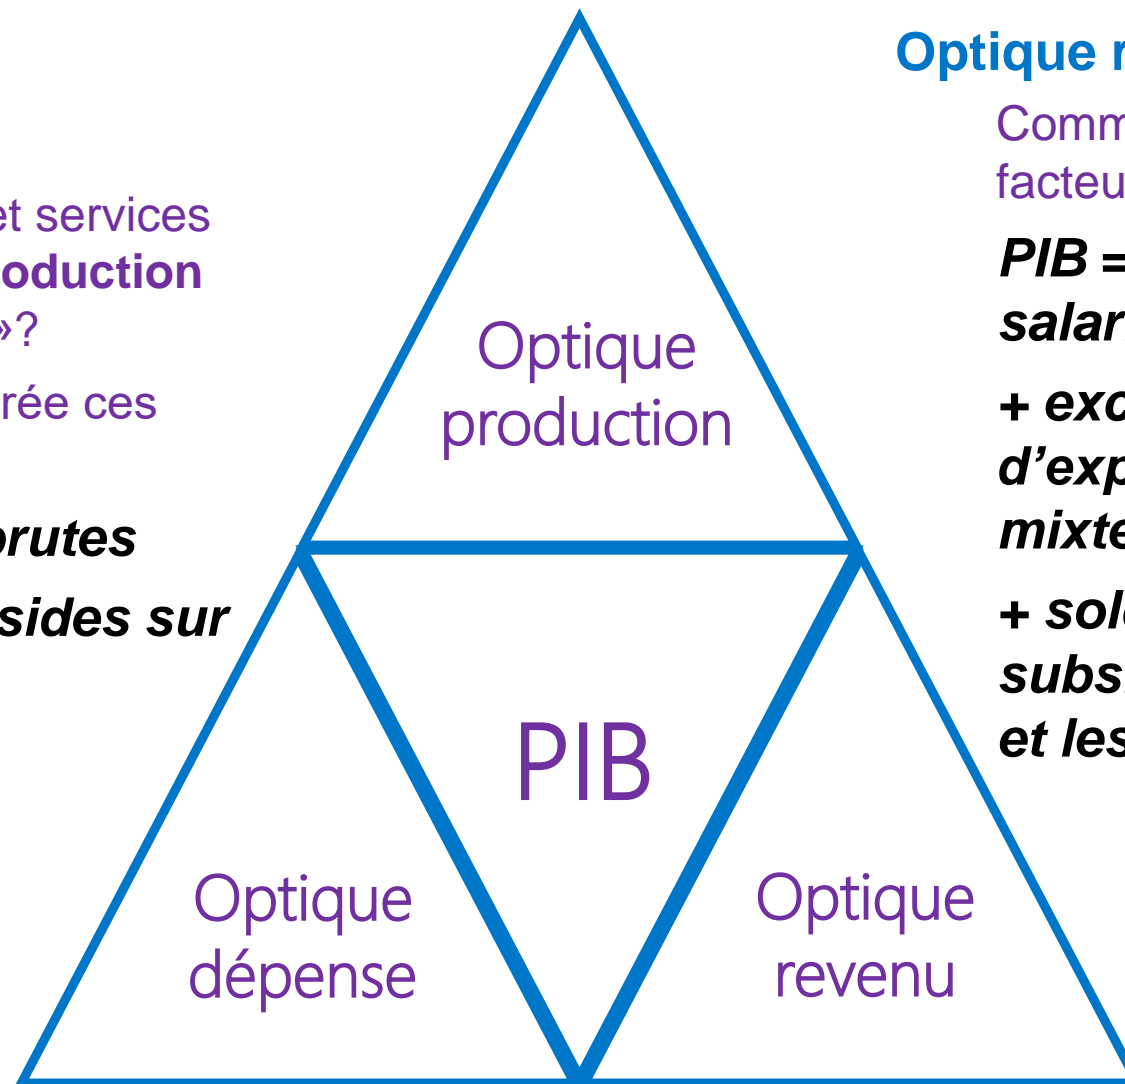 et services
oduction
»?
rée ces
rutes
sides sur
Optique
production
PIB
Optique
dépense
Optique
revenu
Optique r
Comm
facteu
PIB =
salar
+ exc
d'exp
mixte
+ sol
subs
et les